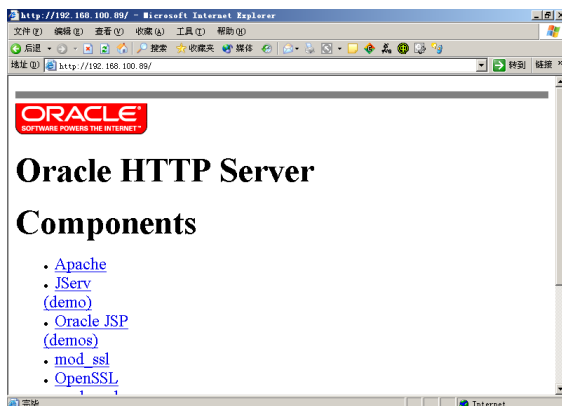 http://192.168.100.89/ - Microsoft Internet Explorer
文件(F) 编辑(E) 查看(V) 收藏(A) 工具(T) 帮助(H)
后退 搜索 收藏夹 媒体
地址(D) http://192.168.100.89/ 转到 链接 »
ORACLE
SOFTWARE POWERS THE INTERNET™
Oracle HTTP Server
Components
• Apache
• JServ
(demo)
• Oracle JSP
(demos)
• mod_ssl
• OpenSSL
完毕 Internet